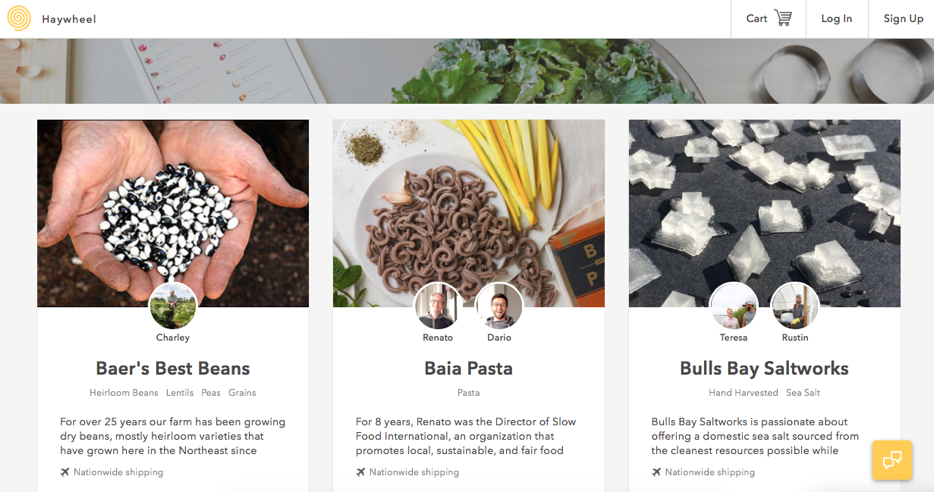 Haywheel
Cart
Log In
Sign Up
B
P
Charley
Baer's Best Beans
Heirloom Beans Lentils Peas Grains
For over 25 years our farm has been growing
dry beans, mostly heirloom varieties that
have grown here in the Northeast since
Nationwide shipping
Renato Dario
Baia Pasta
Pasta
For 8 years, Renato was the Director of Slow
Food International, an organization that
promotes local, sustainable, and fair food
Nationwide shipping
Teresa Rustin
Bulls Bay Saltworks
Hand Harvested Sea Salt
Bulls Bay Saltworks is passionate about
offering a domestic sea salt sourced from
the cleanest resources possible while
Nationwide shipping